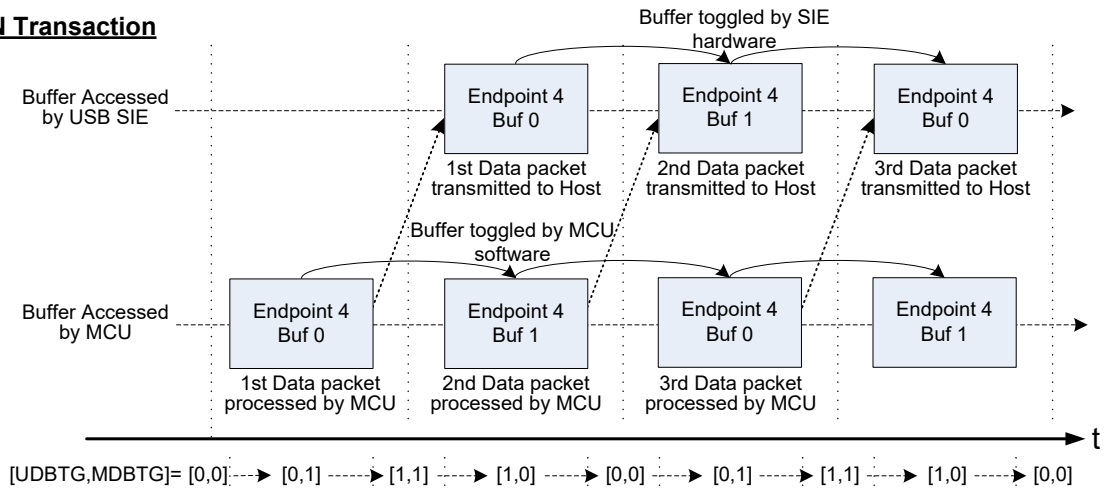 N Transaction
Buffer toggled by SIE
hardware
Buffer Accessed
by USB SIE
Endpoint 4
Buf 0
Endpoint 4
Buf 1
Endpoint 4
Buf 0
1st Data packet
transmitted to Host
2nd Data packet
transmitted to Host
3rd Data packet
transmitted to Host
Buffer toggled by MCU
software
Buffer Accessed
by MCU
Endpoint 4
Buf 0
Endpoint 4
Buf 1
Endpoint 4
Buf 0
Endpoint 4
Buf 1
1st Data packet
processed by MCU
2nd Data packet
processed by MCU
3rd Data packet
processed by MCU
t
[UDBTG,MDBTG]= [0,0] [0,1] [1,1] [1,0] [0,0] [0,1] [1,1] [1,0] [0,0]